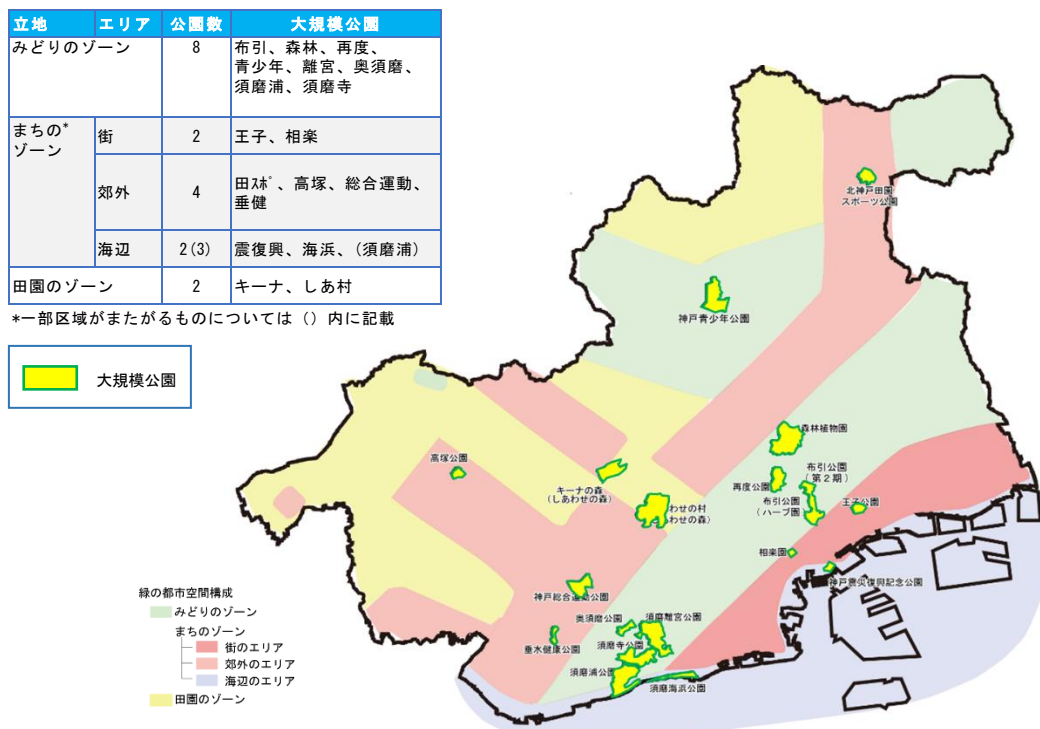 立地 エリア 公園数 大規模公園
みどりのゾーン 8 布引、森林、再度、
青少年、離宮、奥須磨、
須磨浦、須磨寺
まちの*
ゾーン
街 2 王子、相楽
郊外 4 田スポ、高塚、総合運動、
垂健
海辺 2(3) 震復興、海浜、(須磨浦)
田園のゾーン 2 キーナ、しあ村
*一部区域がまたがるものについては()内に記載
大規模公園
北神戸田園
スポーツ公園
神戸青少年公園
森林植物園
高塚公園
キーナの森
(しあわせの森)
わせの村
わせの森)
再度公園
布引公園
(第2期)
布引公園
(ハーブ園)
王子公園
相楽園
神戸震災復興記念公園
神戸総合運動公園
奥須磨公園
須磨離宮公園
垂水健康公園
須磨寺公園
須磨浦公園
須磨海浜公園
緑の都市空間構成
みどりのゾーン
まちのゾーン
街のエリア
郊外のエリア
海辺のエリア
田園のゾーン